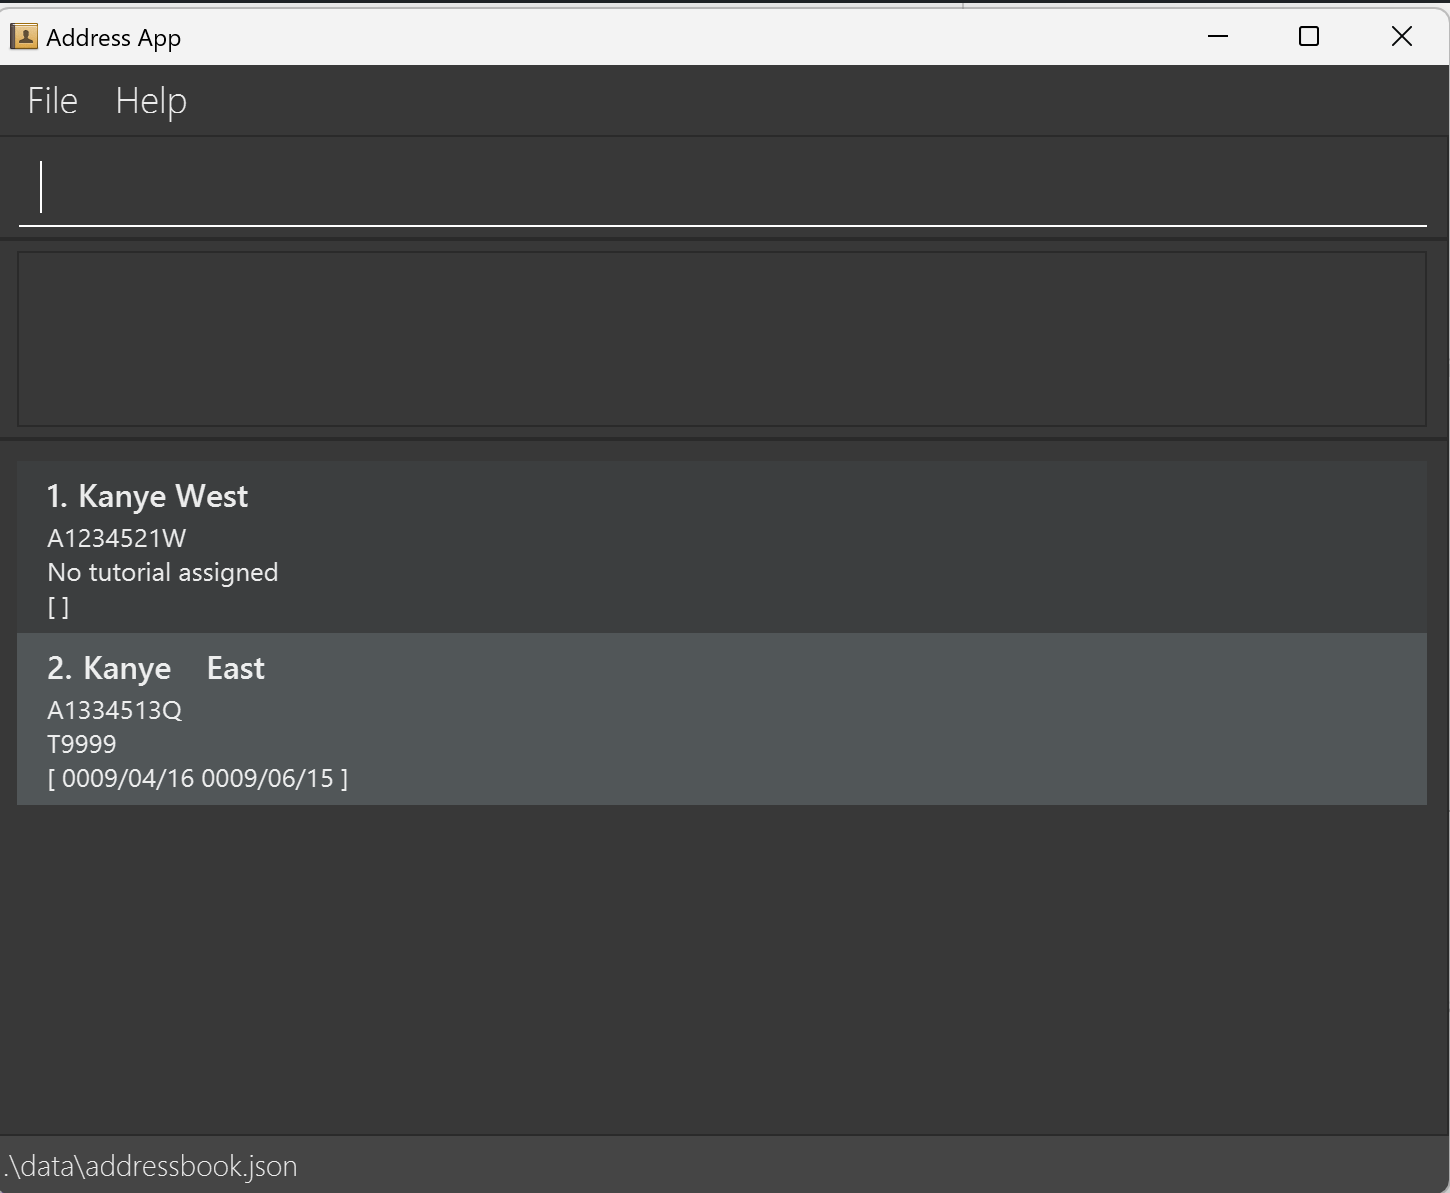 Address App
File Help
1. Kanye West
A1234521W
No tutorial assigned
[ ]
2. Kanye    East
A1334513Q
T9999
[ 0009/04/16 0009/06/15 ]
.\data\addressbook.json